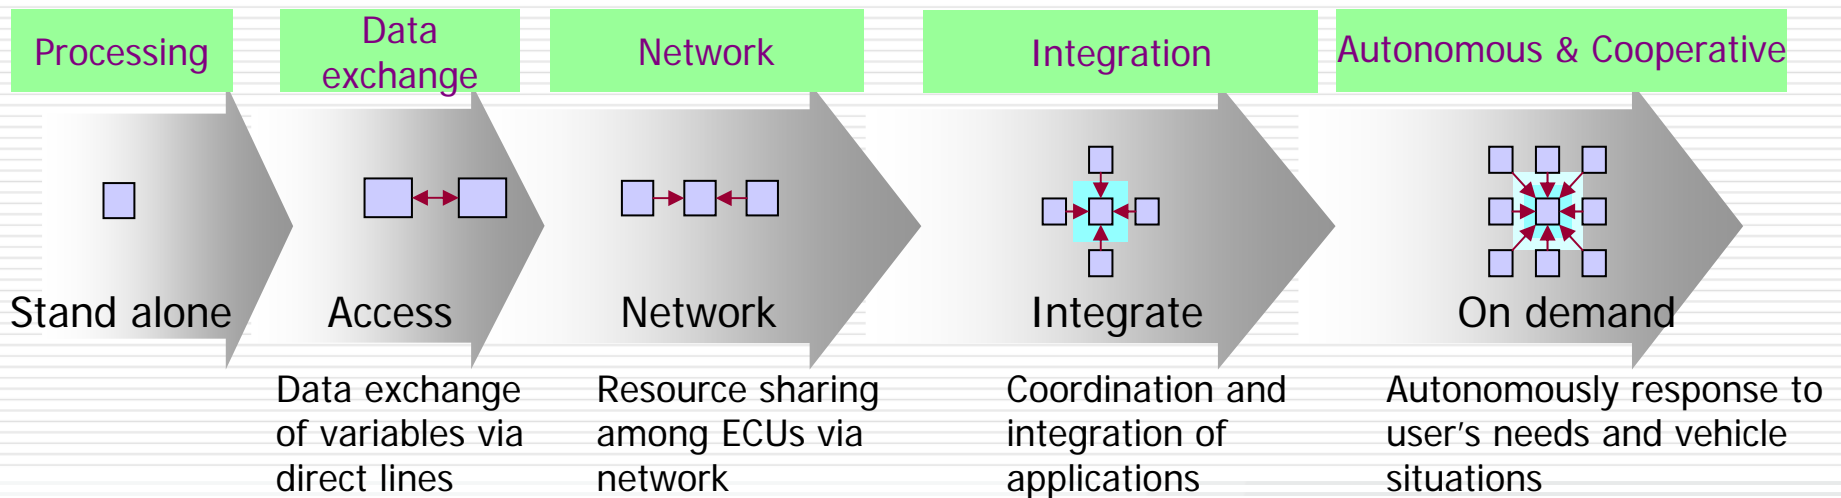 Processing
Data
exchange
Network
Integration
Autonomous & Cooperative
Stand alone
Access
Network
Integrate
On demand
Data exchange
of variables via
direct lines
Resource sharing
among ECUs via
network
Coordination and
integration of
applications
Autonomously response to
user's needs and vehicle
situations